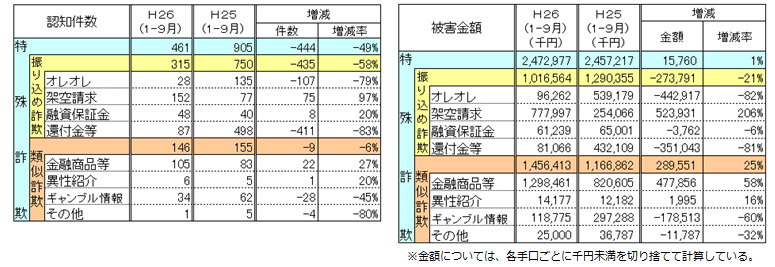 認知件数 H26 (1-9月) H25 (1-9月) 増減
件数 増減率
特殊詐欺 461 905 -444 -49%
振り込め詐欺 315 750 -435 -58%
オレオレ 28 135 -107 -79%
架空請求 152 77 75 97%
融資保証金 48 40 8 20%
還付金等 87 498 -411 -83%
類似詐欺 146 155 -9 -6%
金融商品等 105 83 22 27%
異性紹介 6 5 1 20%
ギャンブル情報 34 62 -28 -45%
その他 1 5 -4 -80%
被害金額 H26 (1-9月) (千円) H25 (1-9月) (千円) 増減
金額 増減率
特殊詐欺 2,472,977 2,457,217 15,760 1%
振り込め詐欺 1,016,564 1,290,355 -273,791 -21%
オレオレ 96,262 539,179 -442,917 -82%
架空請求 777,997 254,066 523,931 206%
融資保証金 61,239 65,001 -3,762 -6%
還付金等 81,066 432,109 -351,043 -81%
類似詐欺 1,456,413 1,166,862 289,551 25%
金融商品等 1,298,461 820,605 477,856 58%
異性紹介 14,177 12,182 1,995 16%
ギャンブル情報 118,775 297,288 -178,513 -60%
その他 25,000 36,787 -11,787 -32%
※金額については、各手口ごとに千円未満を切り捨てて計算している。